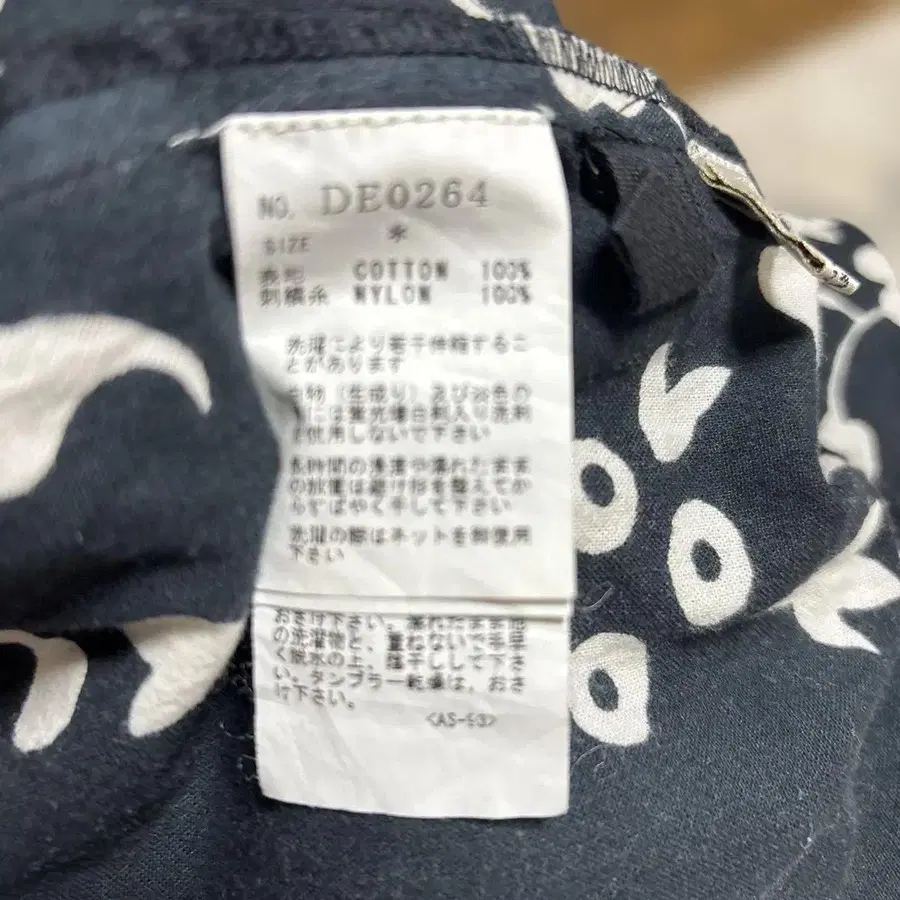 NO. DE0264
SIZE *
表地 COTTON 100%
刺繍糸 NYLON 100%
洗濯により若干伸縮するこ
とがあります
物(生成り)及び淡色の
には蛍光増白剤入り洗剤
使用しないで下さい
長時間の浸漬や濡れたまま
の放置は避け形を整えてか
らすばやく干して下さい
洗濯の際はネットを御使用
下さい
おさけ下さい。濡れたまま他
の洗濯物と、重ねないで手早
く脱水の上、陰干しして下さ
い。タンブラー乾燥は、おさ
け下さい。
<AS-53>